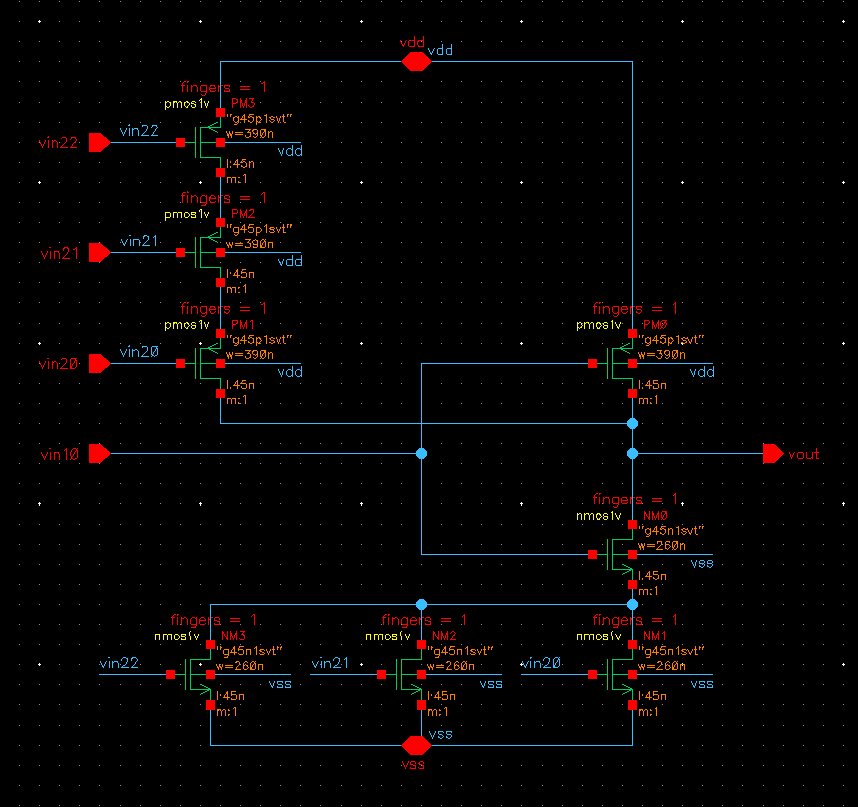 vdd
vdd
fingers = 1
pmos1v
PM3
"g45p1svt"
w=390n
vin22
vin22
vdd
l:45n
m:1
fingers = 1
pmos1v
PM2
"g45p1svt"
w=390n
vin21
vin21
vdd
l:45n
m:1
fingers = 1
pmos1v
PM1
"g45p1svt"
w=390n
vin20
vin20
vdd
l:45n
m:1
fingers = 1
pmos1v
PM0
"g45p1svt"
w=390n
vdd
l:45n
m:1
vin10
vout
fingers = 1
nmos1v
NM0
"g45n1svt"
w=260n
vss
l:45n
m:1
fingers = 1
nmos1v
NM3
"g45n1svt"
w=260n
vin22
vss
l:45n
m:1
fingers = 1
nmos1v
NM2
"g45n1svt"
w=260n
vin21
vss
l:45n
m:1
fingers = 1
nmos1v
NM1
"g45n1svt"
w=260n
vin20
vss
l:45n
m:1
vss
vss